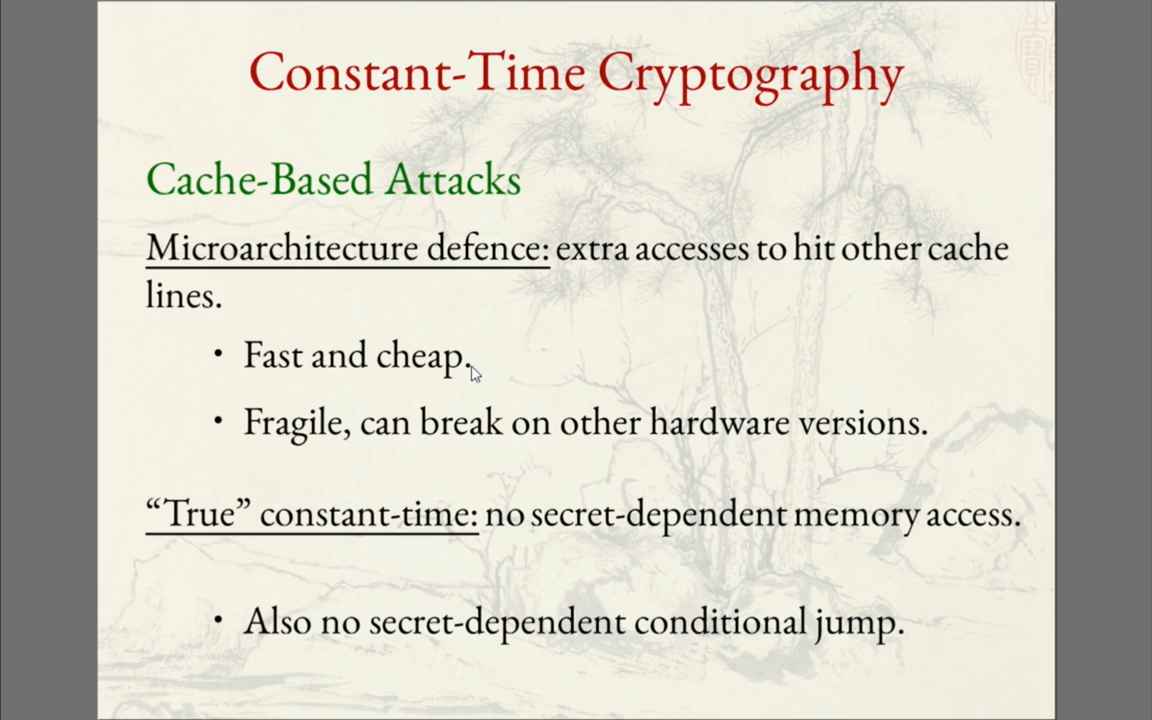 Constant-Time Cryptography
Cache-Based Attacks
Microarchitecture defence: extra accesses to hit other cache
lines.
• Fast and cheap.
• Fragile, can break on other hardware versions.
“True” constant-time: no secret-dependent memory access.
• Also no secret-dependent conditional jump.